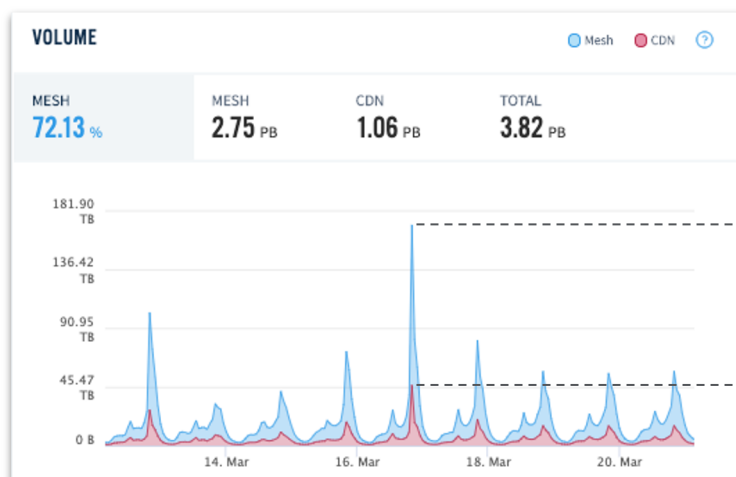 VOLUME
Mesh CDN ?
MESH MESH CDN TOTAL
72.13 % 2.75 PB 1.06 PB 3.82 PB
181.90
TB
136.42
TB
90.95
TB
45.47
TB
0 B
14. Mar 16. Mar 18. Mar 20. Mar